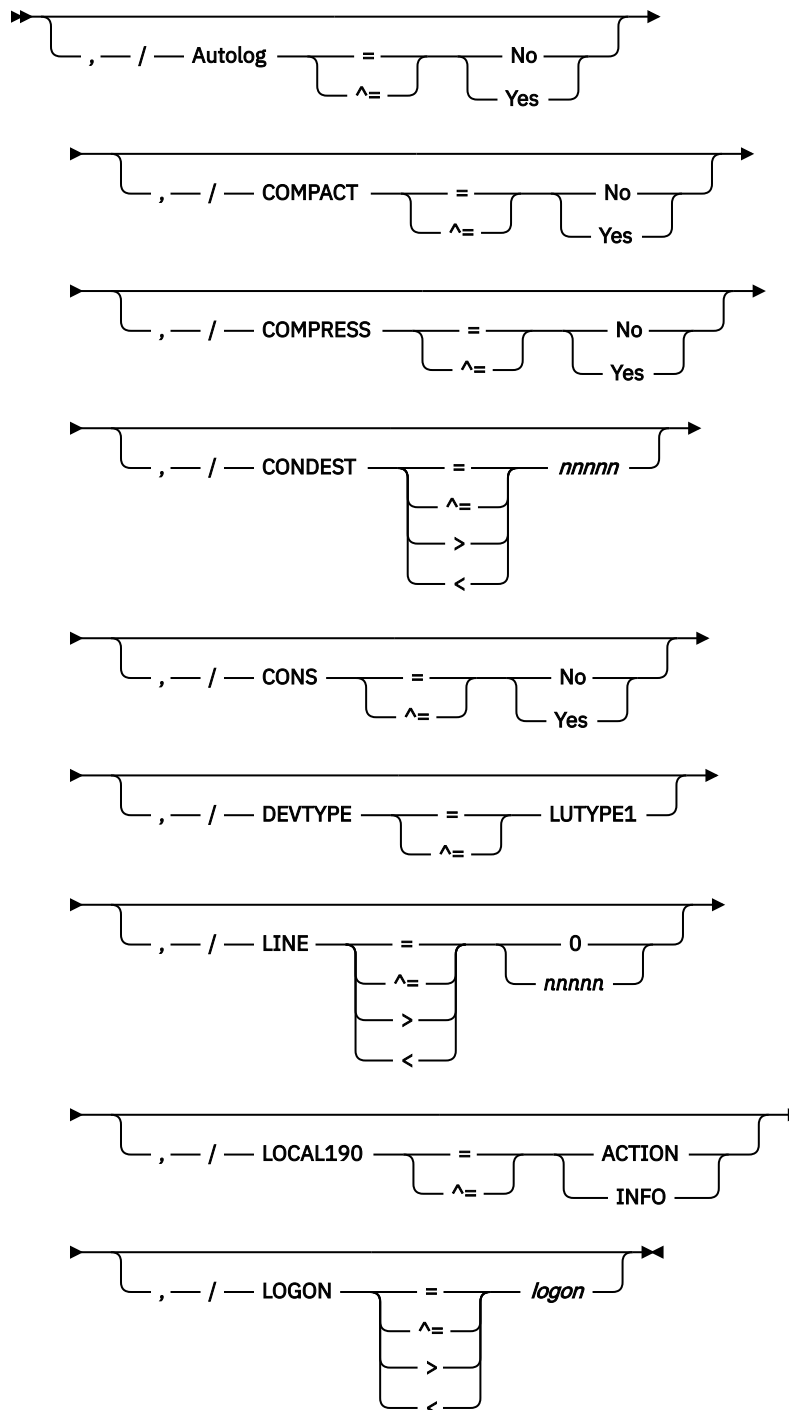 , / Autolog = No
^= Yes
, / COMPACT = No
^= Yes
, / COMPRESS = No
^= Yes
, / CONDEST = nnnnn
^=
>
<
, / CONS = No
^= Yes
, / DEVTYPE = LUTYPE1
^=
, / LINE = 0
^= nnnnn
>
<
, / LOCAL190 = ACTION
^= INFO
, / LOGON = logon
^=
>
<